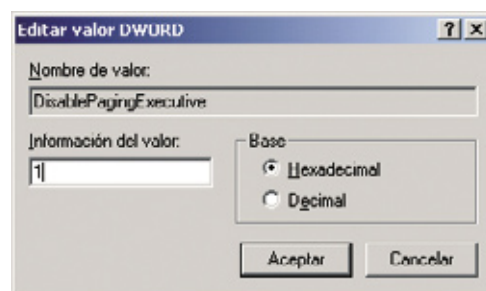 Editar valor DWORD
Nombre de valor:
DisablePagingExecutive
Información del valor:
1
Base
Hexadecimal
Decimal
Aceptar
Cancelar